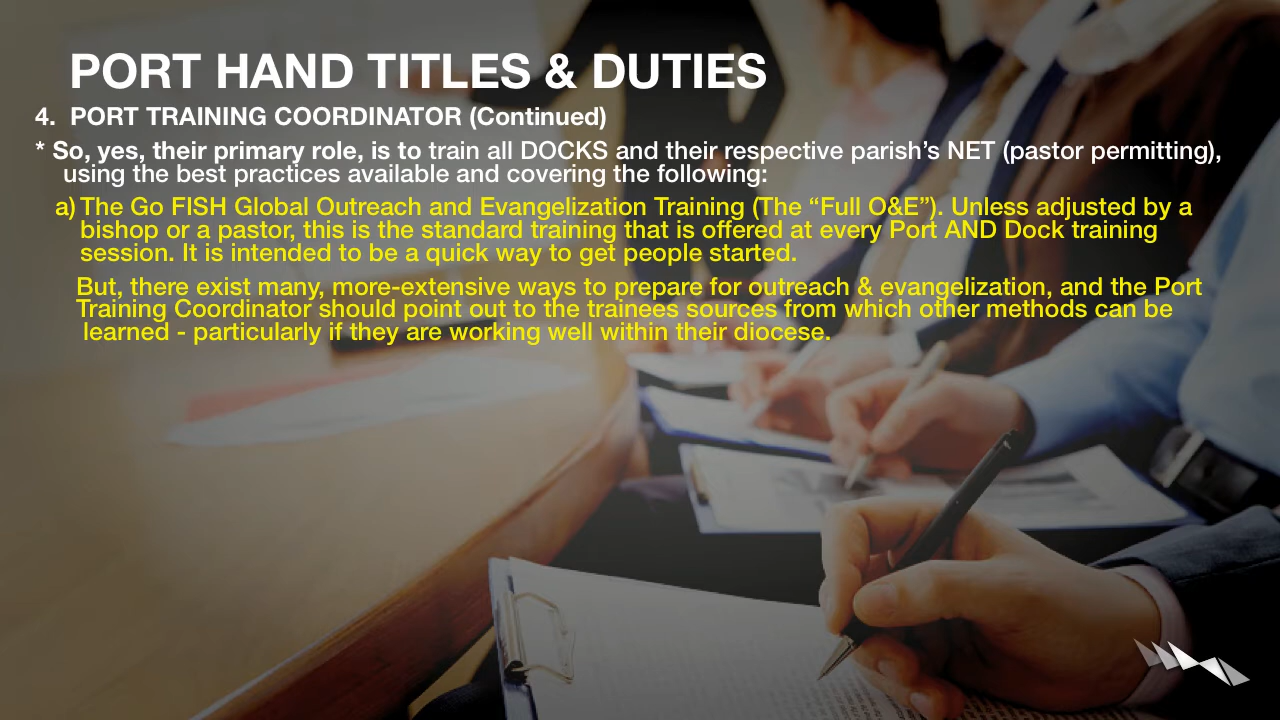 PORT HAND TITLES & DUTIES
4.  PORT TRAINING COORDINATOR (Continued)
* So, yes, their primary role, is to train all DOCKS and their respective parish’s NET (pastor permitting),
using the best practices available and covering the following:
a) The Go FISH Global Outreach and Evangelization Training (The “Full O&E”). Unless adjusted by a
bishop or a pastor, this is the standard training that is offered at every Port AND Dock training
session. It is intended to be a quick way to get people started.
But, there exist many, more-extensive ways to prepare for outreach & evangelization, and the Port
Training Coordinator should point out to the trainees sources from which other methods can be
learned - particularly if they are working well within their diocese.